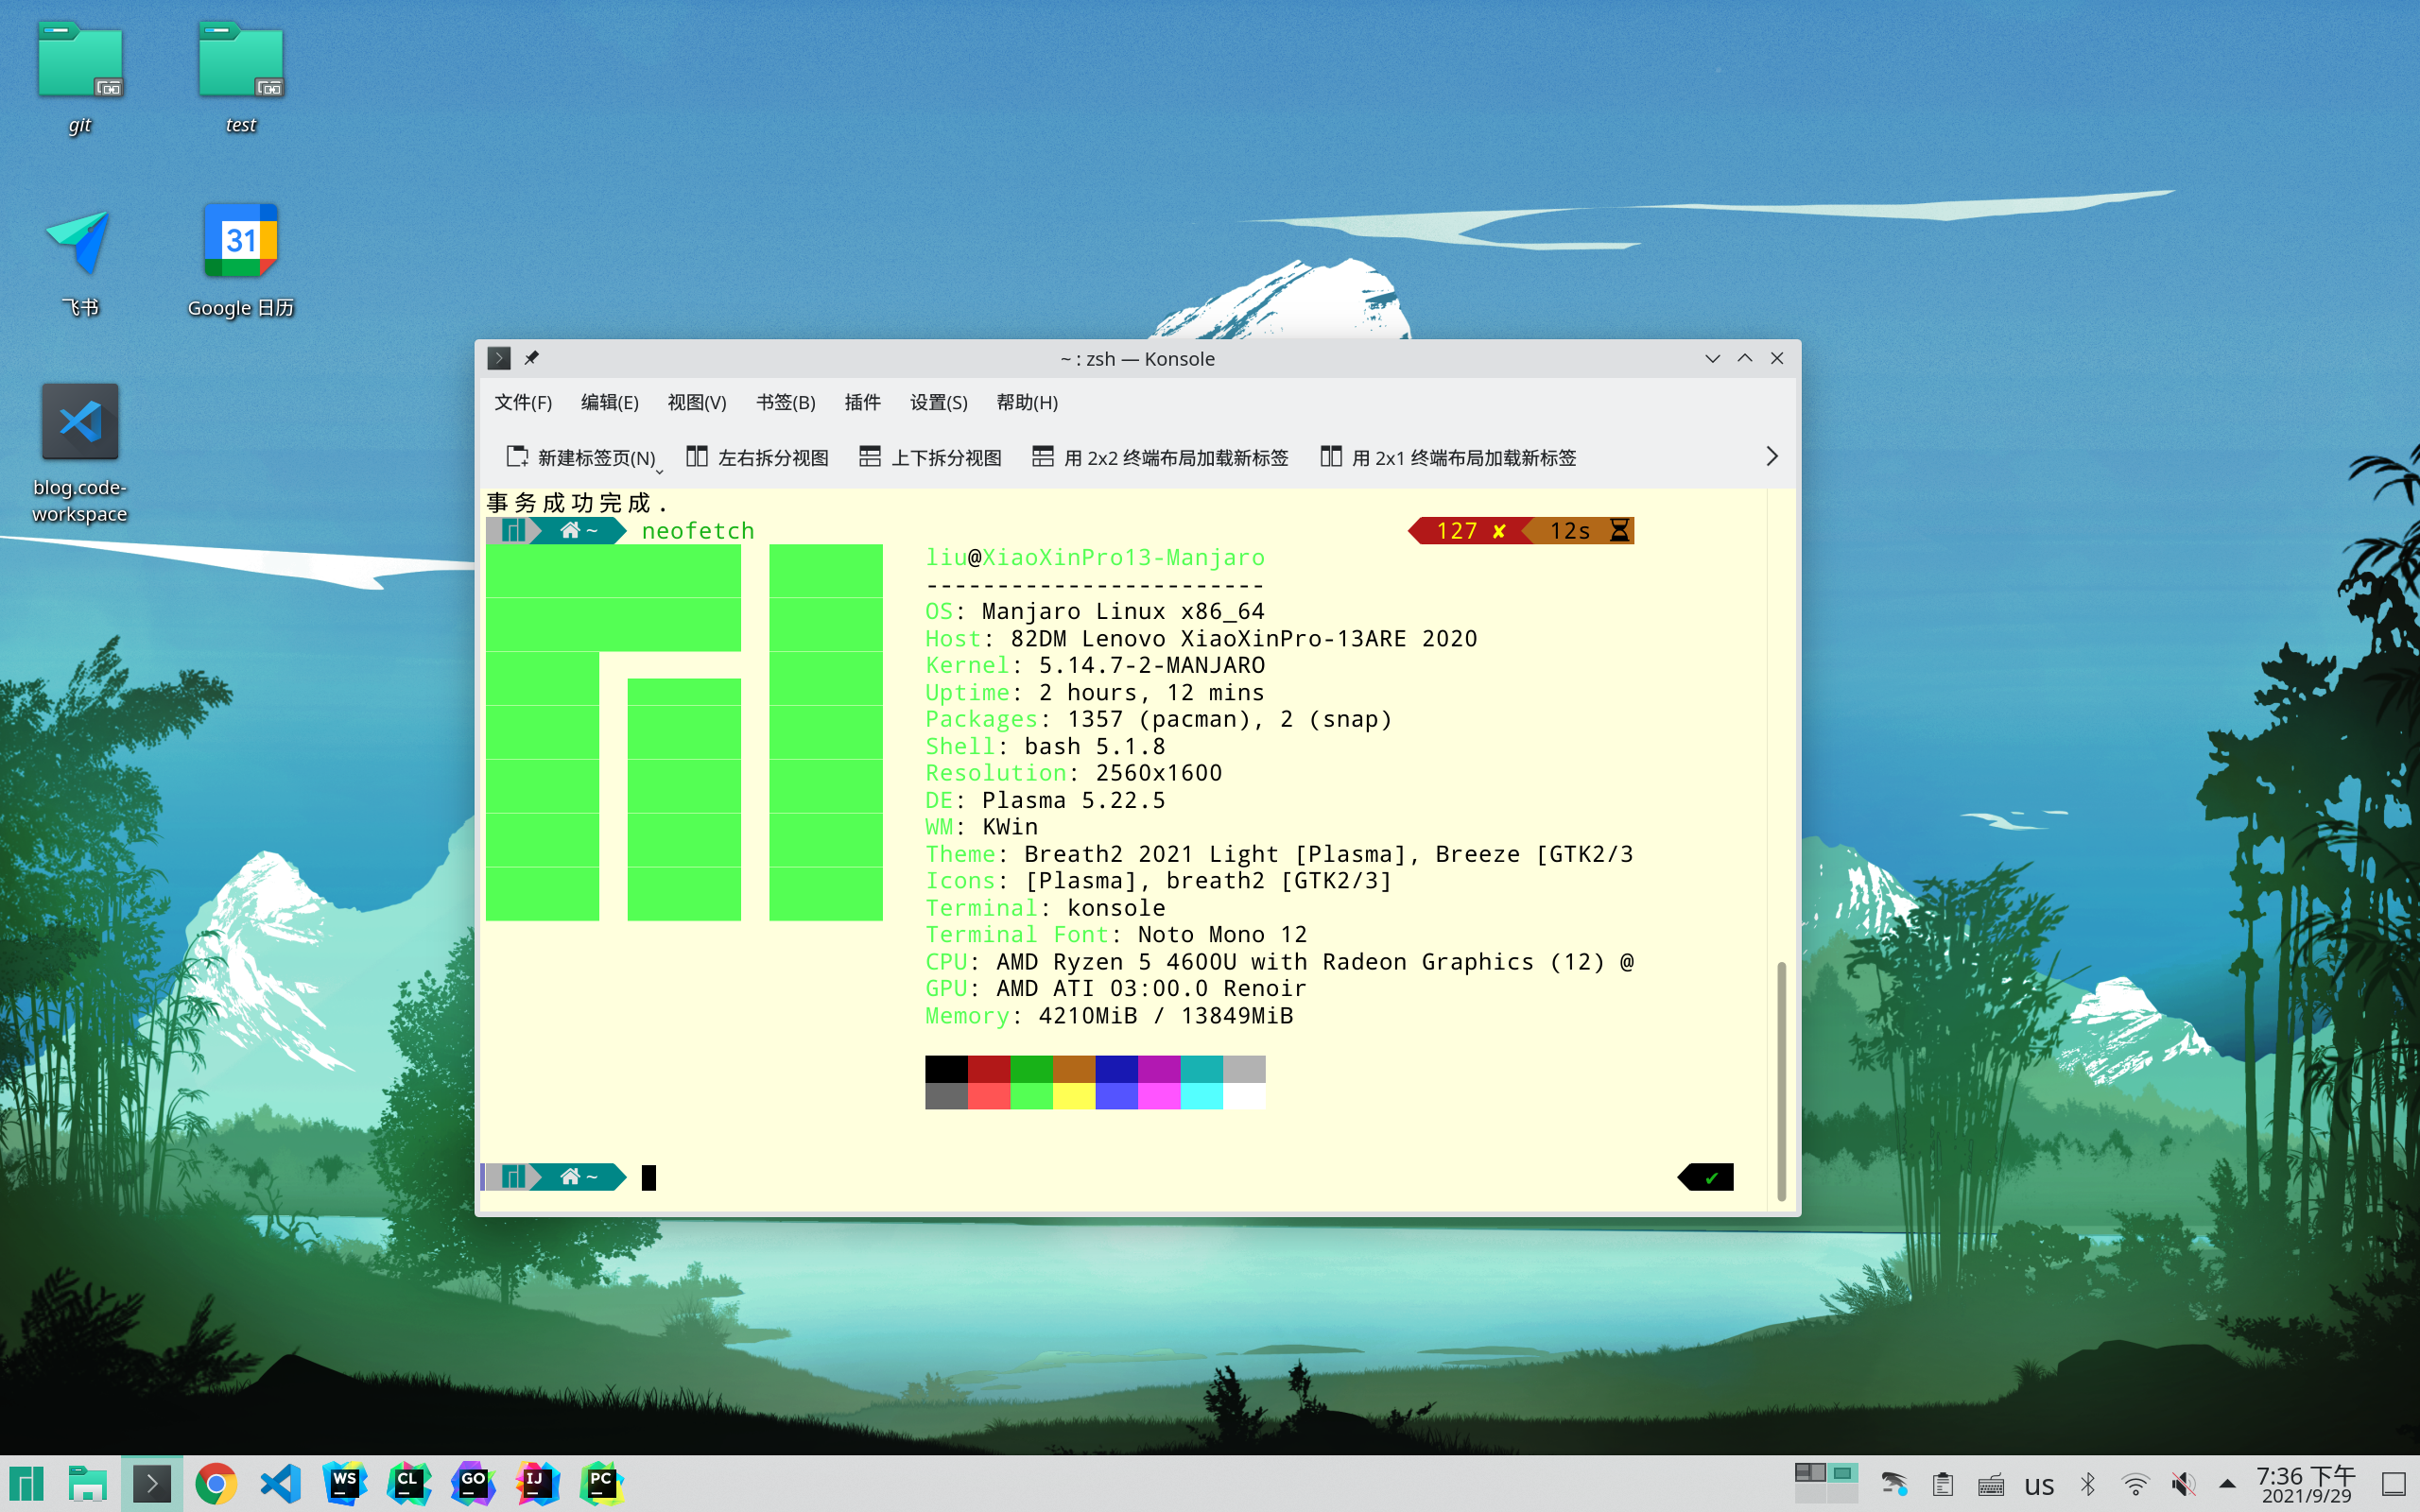 git
test
飞书
31
Google 日历
blog.code-
workspace
~ : zsh — Konsole
文件(F) 编辑(E) 视图(V) 书签(B) 插件 设置(S) 帮助(H)
新建标签页(N) 左右拆分视图 上下拆分视图 用 2x2 终端布局加载新标签 用 2x1 终端布局加载新标签
事务成功完成.
~ neofetch 127 ✘ 12s
liu@XiaoXinPro13-Manjaro
------------------------
OS: Manjaro Linux x86_64
Host: 82DM Lenovo XiaoXinPro-13ARE 2020
Kernel: 5.14.7-2-MANJARO
Uptime: 2 hours, 12 mins
Packages: 1357 (pacman), 2 (snap)
Shell: bash 5.1.8
Resolution: 2560x1600
DE: Plasma 5.22.5
WM: KWin
Theme: Breath2 2021 Light [Plasma], Breeze [GTK2/3
Icons: [Plasma], breath2 [GTK2/3]
Terminal: konsole
Terminal Font: Noto Mono 12
CPU: AMD Ryzen 5 4600U with Radeon Graphics (12) @
GPU: AMD ATI 03:00.0 Renoir
Memory: 4210MiB / 13849MiB
~ ✔
WS CL GO IJ PC
us
7:36 下午
2021/9/29